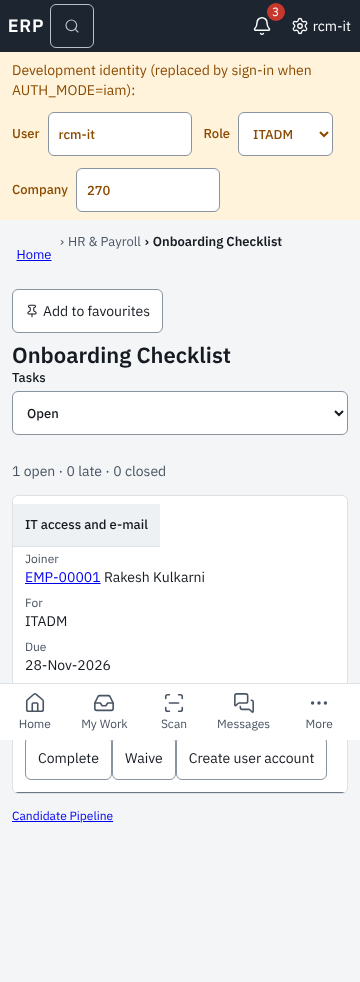 ERP
3
rcm-it
Development identity (replaced by sign-in when
AUTH_MODE=iam):
User rcm-it Role ITADM
Company 270
Home › HR & Payroll › Onboarding Checklist
Add to favourites
Onboarding Checklist
Tasks
Open
1 open · 0 late · 0 closed
IT access and e-mail
Joiner
EMP-00001 Rakesh Kulkarni
For
ITADM
Due
28-Nov-2026
Home My Work Scan Messages More
Complete Waive Create user account
Candidate Pipeline